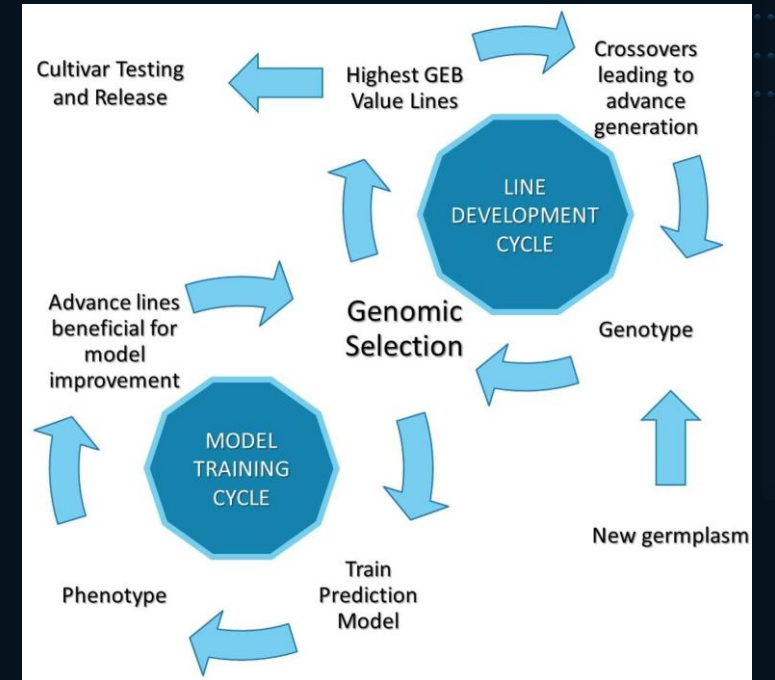 Cultivar Testing
and Release
Highest GEB
Value Lines
Crossovers
leading to
advance
generation
LINE
DEVELOPMENT
CYCLE
Advance lines
beneficial for
model
improvement
Genomic
Selection
Genotype
MODEL
TRAINING
CYCLE
New germplasm
Train
Prediction
Model
Phenotype